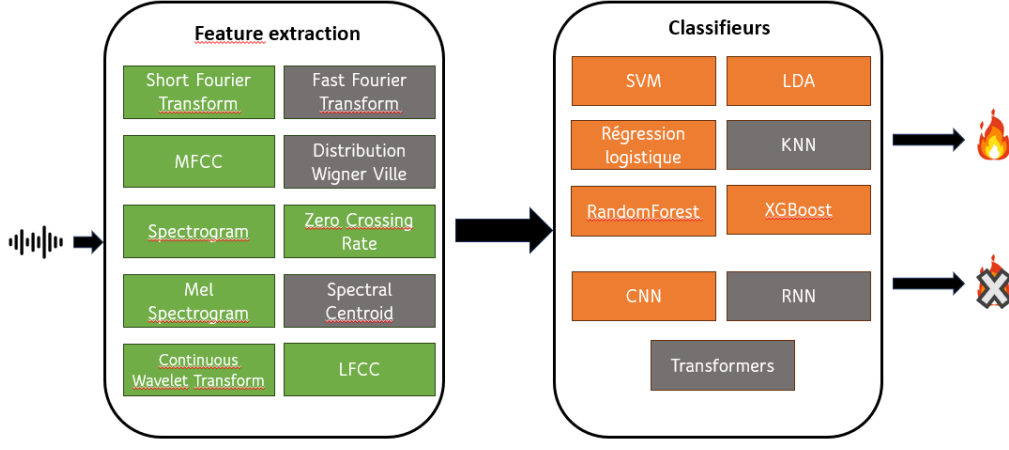 Feature extraction
Short Fourier
Transform
Fast Fourier
Transform
MFCC
Distribution
Wigner Ville
Spectrogram
Zero Crossing
Rate
Mel
Spectrogram
Spectral
Centroid
Continuous
Wavelet Transform
LFCC
Classifieurs
SVM
LDA
Régression
logistique
KNN
RandomForest
XGBoost
CNN
RNN
Transformers